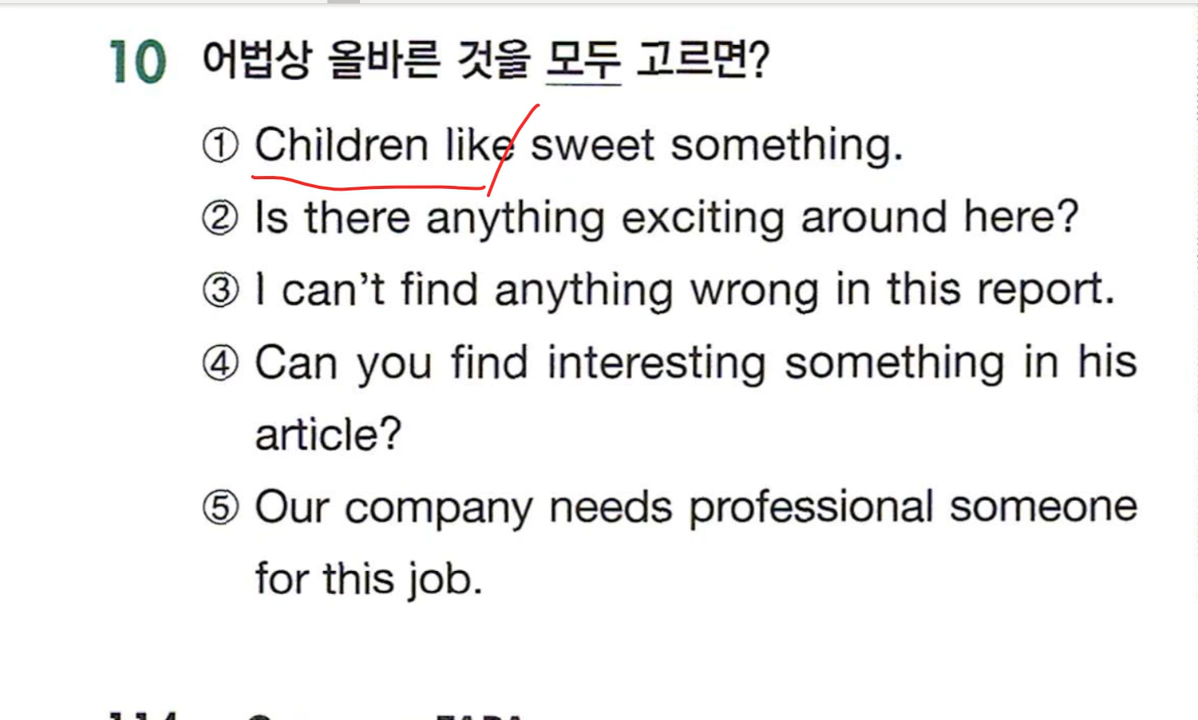 10 어법상 올바른 것을 모두 고르면?
① Children like sweet something.
② Is there anything exciting around here?
③ I can't find anything wrong in this report.
④ Can you find interesting something in his
article?
⑤ Our company needs professional someone
for this job.